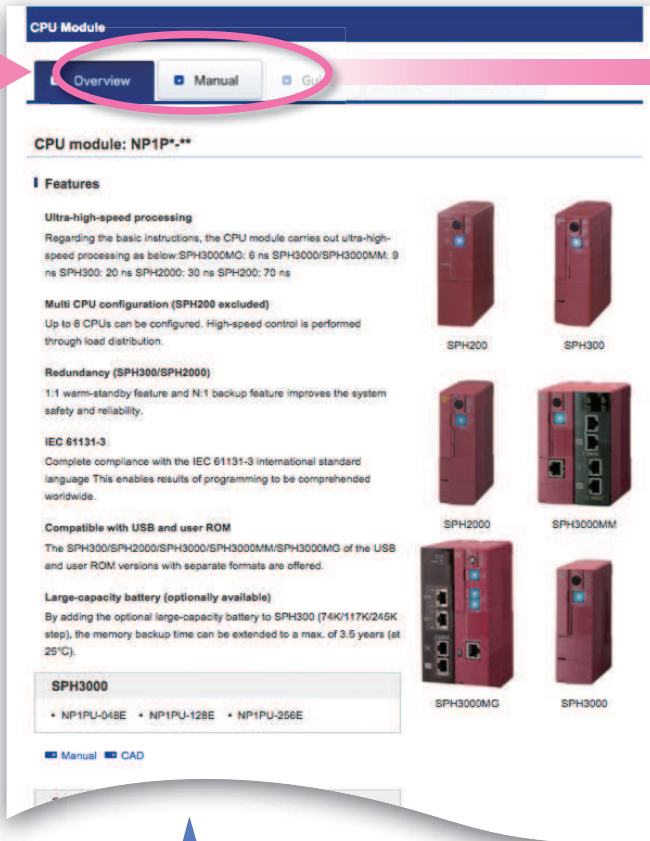 CPU Module
Overview
Manual
CPU module: NP1P*-**
Features
Ultra-high-speed processing
Regarding the basic instructions, the CPU module carries out ultra-high-
speed processing as below:SPH3000MG: 6 ns SPH3000/SPH3000MM: 9
ns SPH300: 20 ns SPH2000: 30 ns SPH200: 70 ns
Multi CPU configuration (SPH200 excluded)
Up to 8 CPUs can be configured. High-speed control is performed
through load distribution.
Redundancy (SPH300/SPH2000)
1:1 warm-standby feature and N:1 backup feature improves the system
safety and reliability.
IEC 61131-3
Complete compliance with the IEC 61131-3 international standard
language This enables results of programming to be comprehended
worldwide.
Compatible with USB and user ROM
The SPH300/SPH2000/SPH3000/SPH3000MM/SPH3000MG of the USB
and user ROM versions with separate formats are offered.
Large-capacity battery (optionally available)
By adding the optional large-capacity battery to SPH300 (74K/117K/245K
step), the memory backup time can be extended to a max. of 3.5 years (at
25°C).
SPH200
SPH300
SPH2000
SPH3000MM
SPH3000MG
SPH3000
SPH3000
• NP1PU-048E • NP1PU-128E • NP1PU-256E
Manual CAD